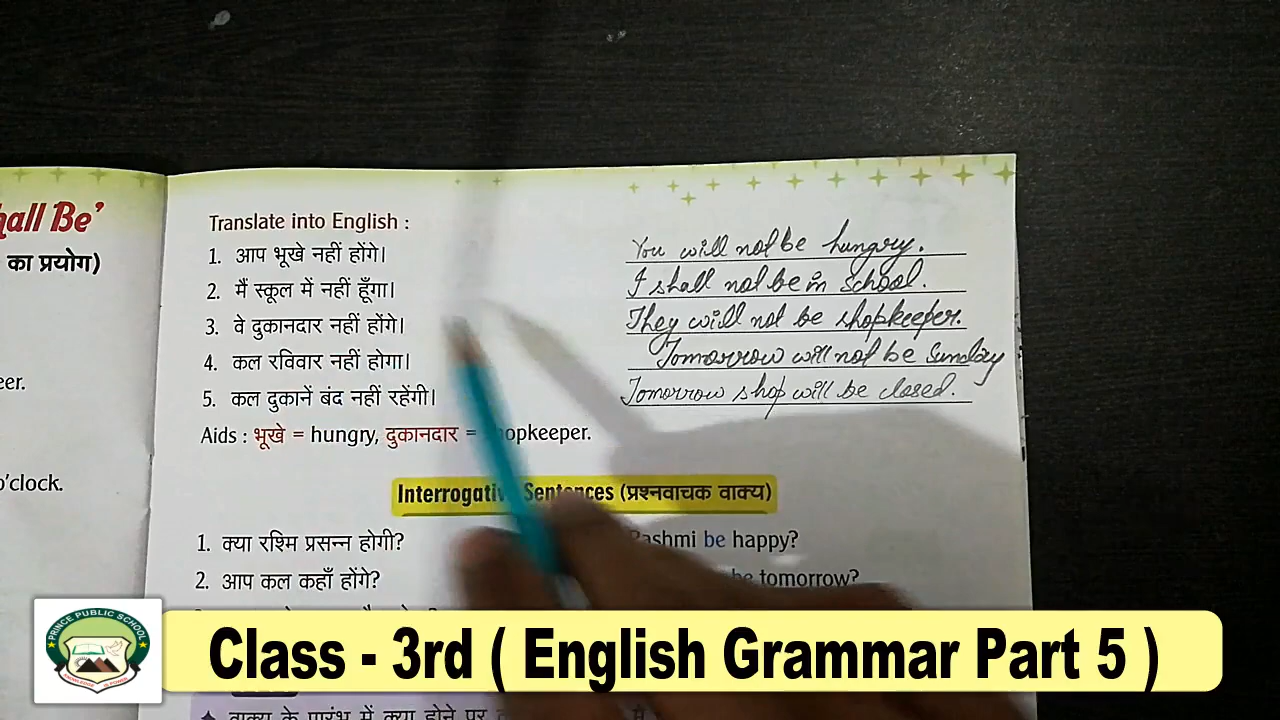 hall Be'
का प्रयोग)
eer.
o'clock.
Translate into English :
1. आप भूखे नहीं होंगे। You will not be hungry.
2. मैं स्कूल में नहीं हूँगा। I shall not be in School.
3. वे दुकानदार नहीं होंगे। They will not be shopkeeper.
4. कल रविवार नहीं होगा। Tomorrow will not be Sunday
5. कल दुकानें बंद नहीं रहेंगी। Tomorrow shop will be closed.
Aids : भूखे = hungry, दुकानदार = shopkeeper.
Interrogative Sentences (प्रश्नवाचक वाक्य)
1. क्या रश्मि प्रसन्न होगी? Rashmi be happy?
2. आप कल कहाँ होंगे? be tomorrow?
PRINCE PUBLIC SCHOOL
Class - 3rd ( English Grammar Part 5 )
वाक्य के प्रारंभ में क्या होने पर